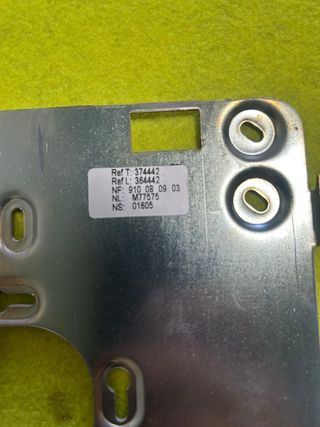 Ref T: 374442
Ref L: 364442
NF: 910 08 09 03
NL: M77575
NS: 01605